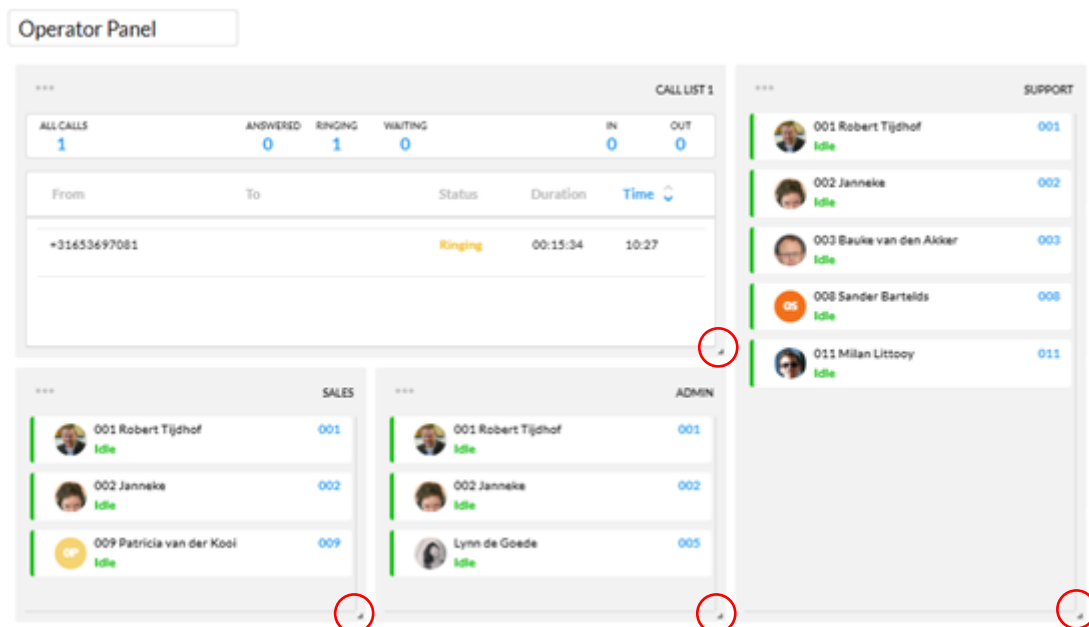 Operator Panel
CALL LIST 1
ALL CALLS ANSWERED RINGING WAITING IN OUT
1 0 1 0 0 0
From To Status Duration Time
+31653697081 Ringing 00:15:34 10:27
SUPPORT
001 Robert Tijdhof 001
Idle
002 Janneke 002
Idle
003 Bauke van den Akker 003
Idle
OS
008 Sander Bartelds 008
Idle
011 Milan Littooy 011
Idle
SALES
001 Robert Tijdhof 001
Idle
002 Janneke 002
Idle
OP
009 Patricia van der Kooi 009
Idle
ADMIN
001 Robert Tijdhof 001
Idle
002 Janneke 002
Idle
Lynn de Goede 005
Idle